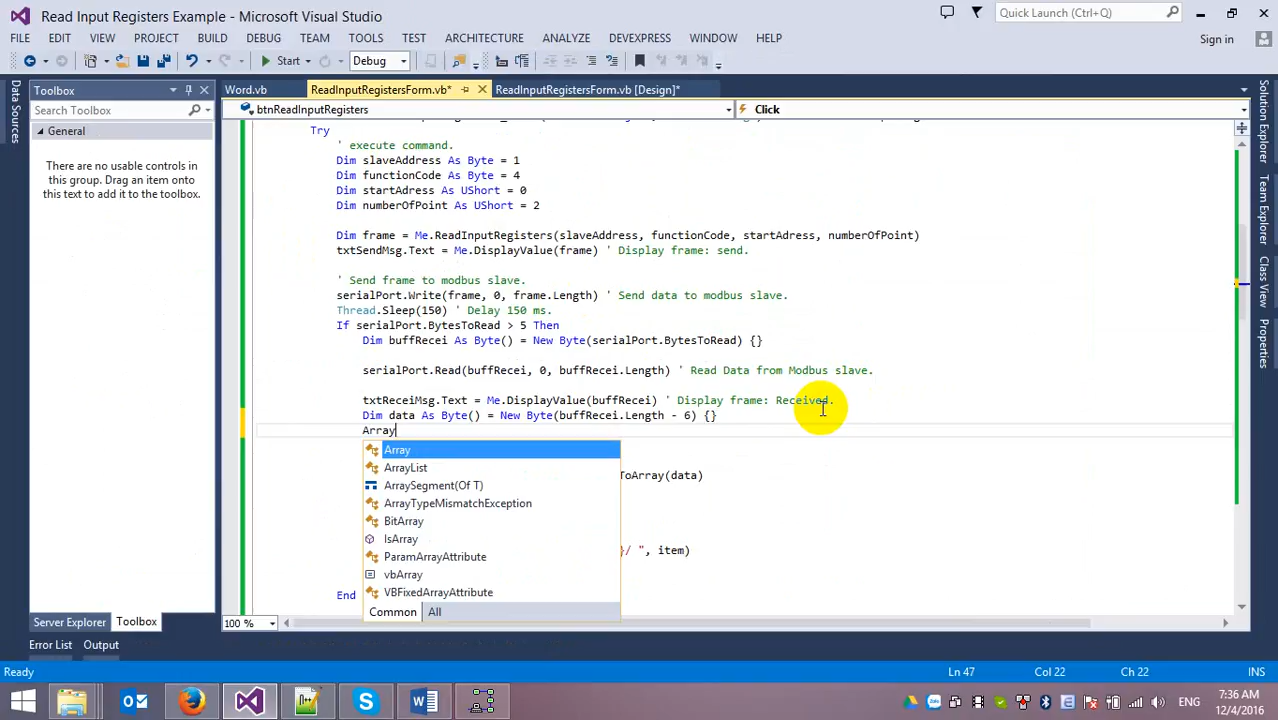 Read Input Registers Example - Microsoft Visual Studio
Quick Launch (Ctrl+Q)
FILE EDIT VIEW PROJECT BUILD DEBUG TEAM TOOLS TEST ARCHITECTURE ANALYZE DEVEXPRESS WINDOW HELP
Sign in
Start
Debug
Data Sources
Toolbox
Search Toolbox
General
There are no usable controls in
this group. Drag an item onto
this text to add it to the toolbox.
Server Explorer Toolbox
Word.vb ReadInputRegistersForm.vb* ReadInputRegistersForm.vb [Design]*
btnReadInputRegisters Click
Try
' execute command.
Dim slaveAddress As Byte = 1
Dim functionCode As Byte = 4
Dim startAdress As UShort = 0
Dim numberOfPoint As UShort = 2
Dim frame = Me.ReadInputRegisters(slaveAddress, functionCode, startAdress, numberOfPoint)
txtSendMsg.Text = Me.DisplayValue(frame) ' Display frame: send.
' Send frame to modbus slave.
serialPort.Write(frame, 0, frame.Length) ' Send data to modbus slave.
Thread.Sleep(150) ' Delay 150 ms.
If serialPort.BytesToRead > 5 Then
Dim buffRecei As Byte() = New Byte(serialPort.BytesToRead) {}
serialPort.Read(buffRecei, 0, buffRecei.Length) ' Read Data from Modbus slave.
txtReceiMsg.Text = Me.DisplayValue(buffRecei) ' Display frame: Received.
Dim data As Byte() = New Byte(buffRecei.Length - 6) {}
Array
Array
ArrayList
ArraySegment(Of T)
ToArray(data)
ArrayTypeMismatchException
BitArray
IsArray
}/ ", item)
ParamArrayAttribute
vbArray
VBFixedArrayAttribute
End
Common All
100 %
Solution Explorer
Team Explorer
Class View
Properties
Error List Output
Ready Ln 47 Col 22 Ch 22 INS
ENG
7:36 AM
12/4/2016